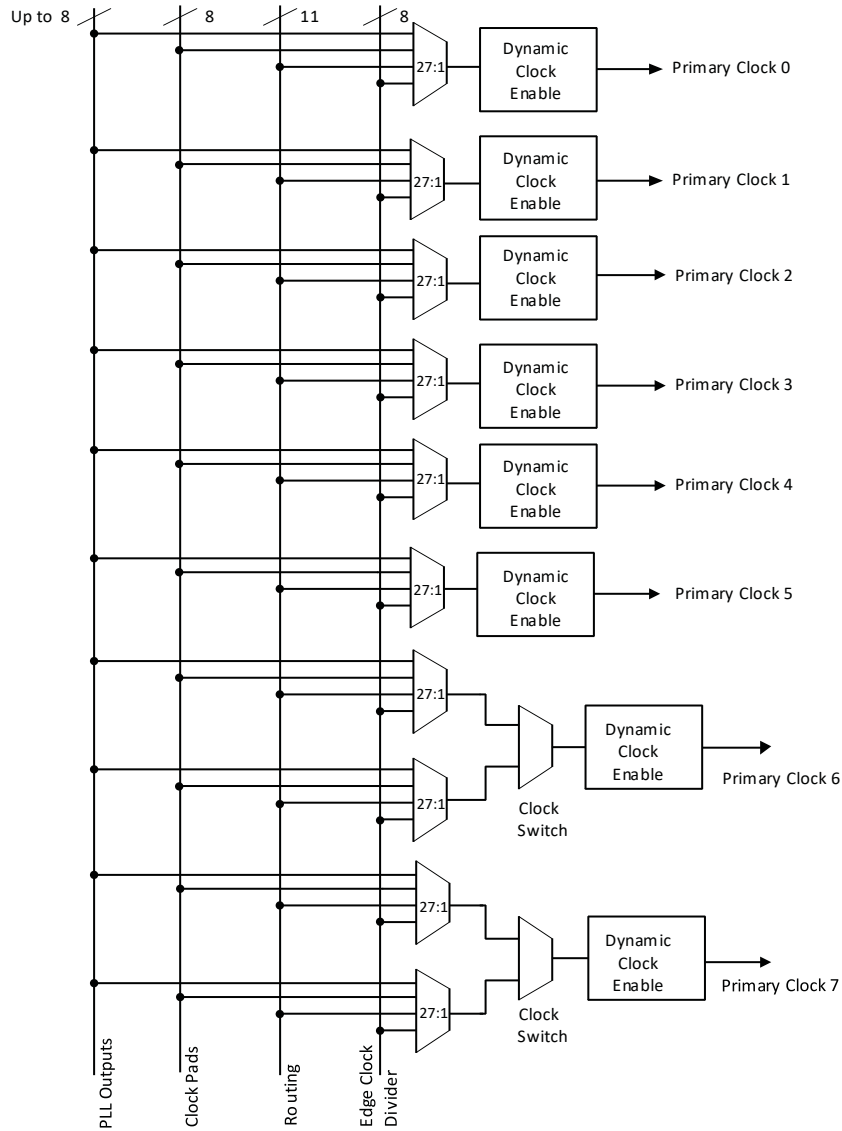 Up to 8
8
11
8
27:1
Dynamic
Clock
Enable
Primary Clock 0
27:1
Dynamic
Clock
Enable
Primary Clock 1
27:1
Dynamic
Clock
Enable
Primary Clock 2
27:1
Dynamic
Clock
Enable
Primary Clock 3
27:1
Dynamic
Clock
Enable
Primary Clock 4
27:1
Dynamic
Clock
Enable
Primary Clock 5
27:1
27:1
Clock
Switch
Dynamic
Clock
Enable
Primary Clock 6
27:1
27:1
Clock
Switch
Dynamic
Clock
Enable
Primary Clock 7
PLL Outputs
Clock Pads
Routing
Edge Clock
Divider